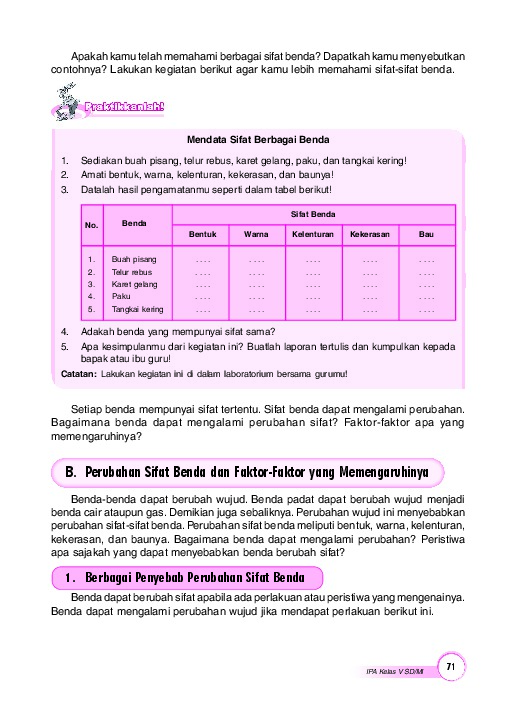 Apakah kamu telah memahami berbagai sifat benda? Dapatkah kamu menyebutkan
contohnya? Lakukan kegiatan berikut agar kamu lebih memahami sifat-sifat benda.
Praktikkanlah!
Mendata Sifat Berbagai Benda
1. Sediakan buah pisang, telur rebus, karet gelang, paku, dan tangkai kering!
2. Amati bentuk, warna, kelenturan, kekerasan, dan baunya!
3. Datalah hasil pengamatanmu seperti dalam tabel berikut!
No. Benda Sifat Benda
Bentuk Warna Kelenturan Kekerasan Bau
1. Buah pisang . . . . . . . . . . . . . . . . . . . .
2. Telur rebus . . . . . . . . . . . . . . . . . . . .
3. Karet gelang . . . . . . . . . . . . . . . . . . . .
4. Paku . . . . . . . . . . . . . . . . . . . .
5. Tangkai kering . . . . . . . . . . . . . . . . . . . .
4. Adakah benda yang mempunyai sifat sama?
5. Apa kesimpulanmu dari kegiatan ini? Buatlah laporan tertulis dan kumpulkan kepada
bapak atau ibu guru!
Catatan: Lakukan kegiatan ini di dalam laboratorium bersama gurumu!
Setiap benda mempunyai sifat tertentu. Sifat benda dapat mengalami perubahan.
Bagaimana benda dapat mengalami perubahan sifat? Faktor-faktor apa yang
memengaruhinya?
B. Perubahan Sifat Benda dan Faktor-Faktor yang Memengaruhinya
Benda-benda dapat berubah wujud. Benda padat dapat berubah wujud menjadi
benda cair ataupun gas. Demikian juga sebaliknya. Perubahan wujud ini menyebabkan
perubahan sifat-sifat benda. Perubahan sifat benda meliputi bentuk, warna, kelenturan,
kekerasan, dan baunya. Bagaimana benda dapat mengalami perubahan? Peristiwa
apa sajakah yang dapat menyebabkan benda berubah sifat?
1. Berbagai Penyebab Perubahan Sifat Benda
Benda dapat berubah sifat apabila ada perlakuan atau peristiwa yang mengenainya.
Benda dapat mengalami perubahan wujud jika mendapat perlakuan berikut ini.
IPA Kelas V SD/MI 71